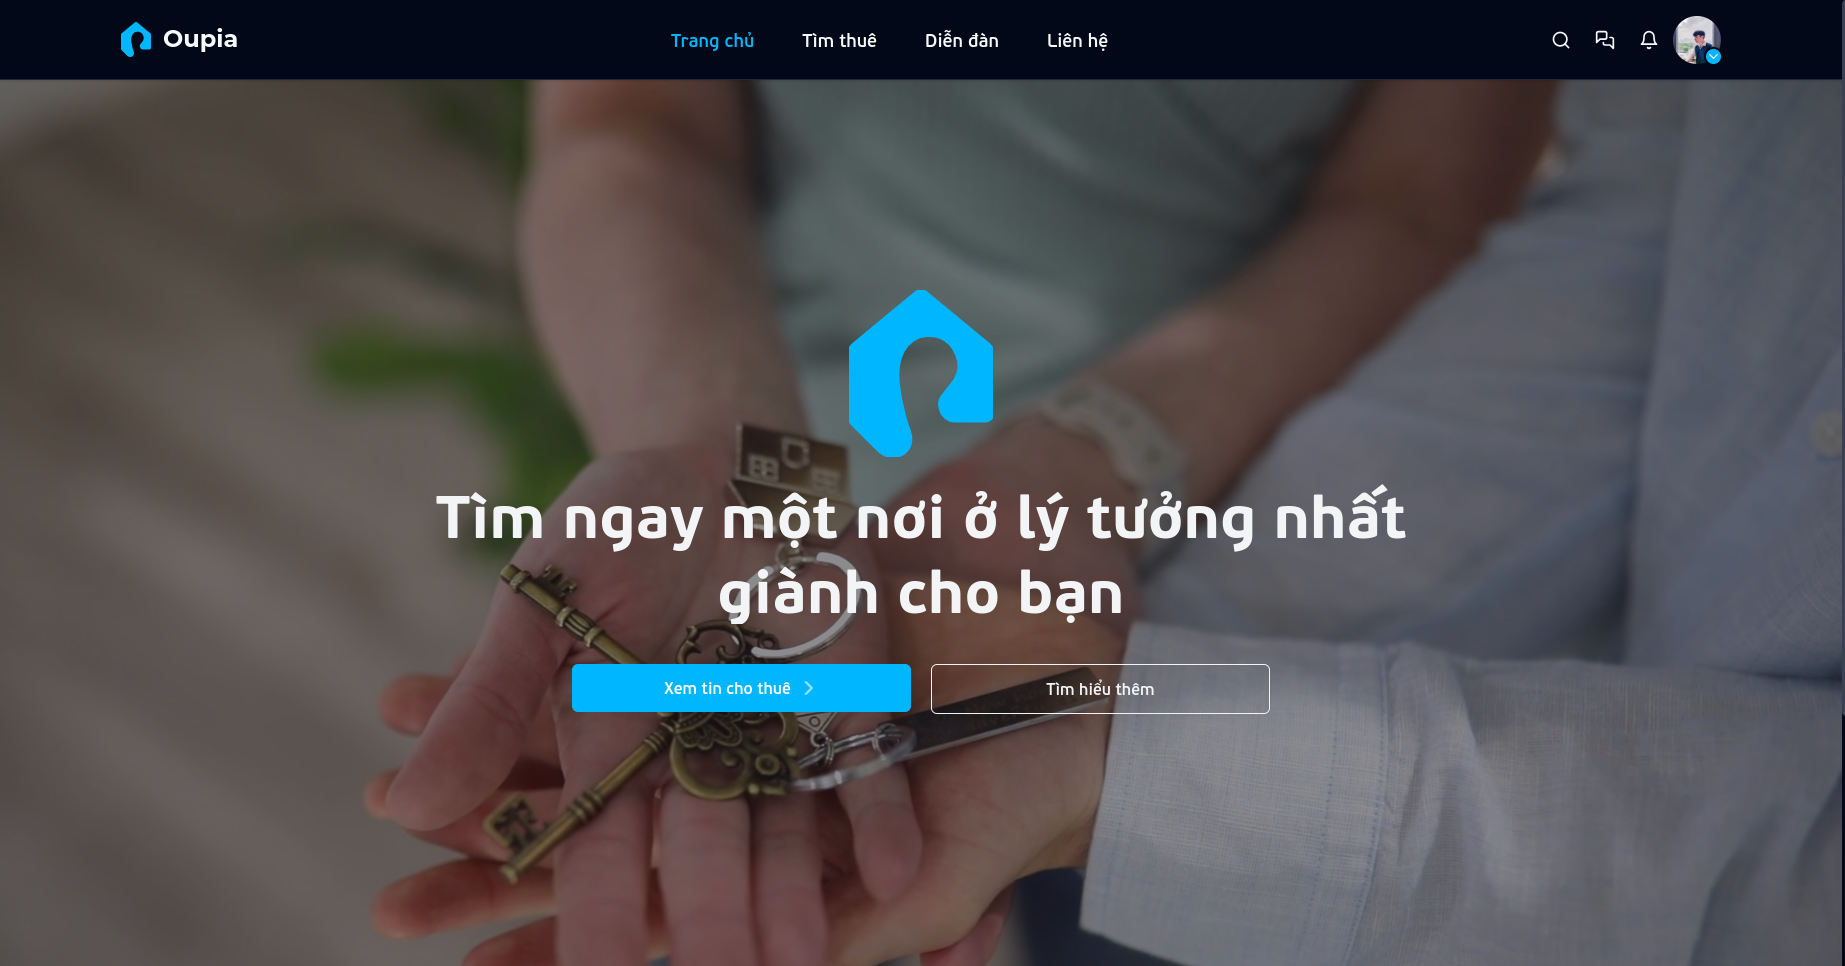 Oupia
Trang chủ
Tìm thuê
Diễn đàn
Liên hệ
Tìm ngay một nơi ở lý tưởng nhất
giành cho bạn
Xem tin cho thuê
Tìm hiểu thêm